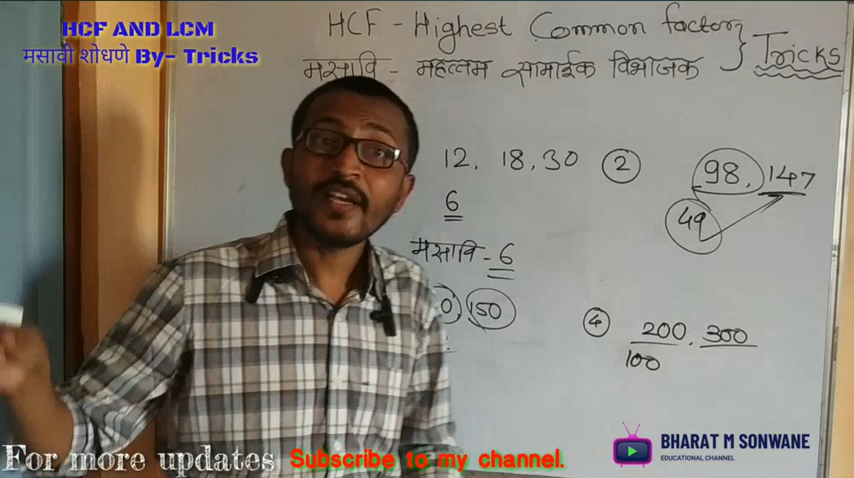 HCF AND LCM
मसावी शोधणे By- Tricks
HCF - Highest Common factor
मसावि - महत्तम सामाईक विभाजक
Tricks
12, 18, 30
6
मसावि - 6
0, 150
2
98, 147
49
4
200, 300
100
BHARAT M SONWANE
EDUCATIONAL CHANNEL
For more updates Subscribe to my channel.